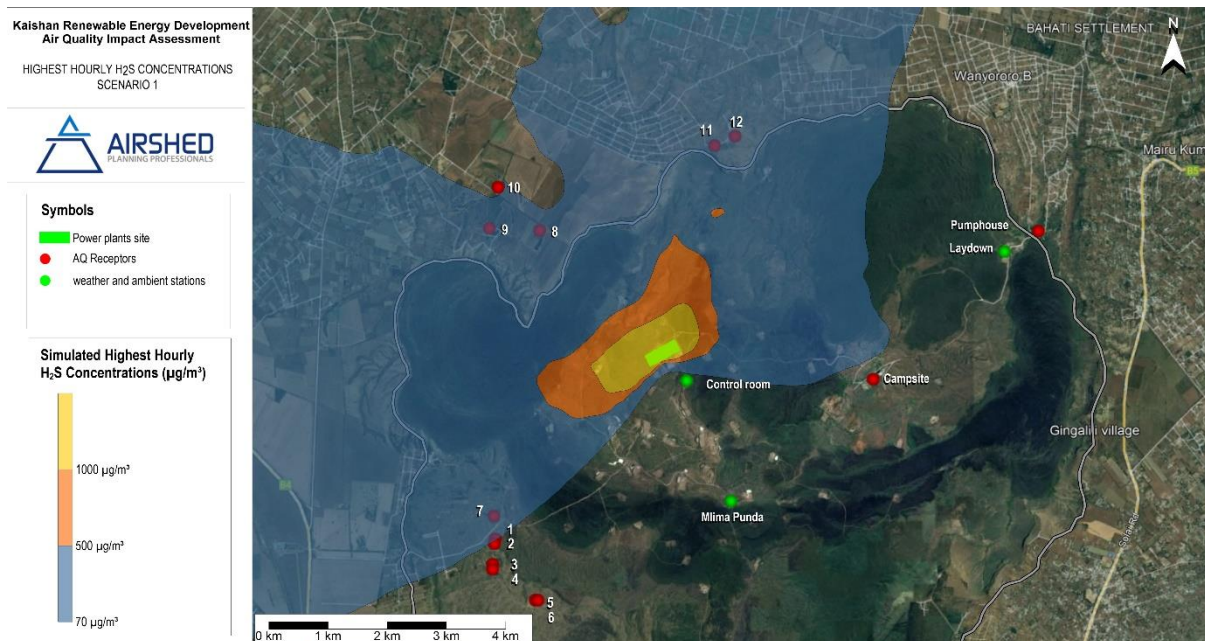 Kaishan Renewable Energy Development
Air Quality Impact Assessment
HIGHEST HOURLY H₂S CONCENTRATIONS
SCENARIO 1
AIRSHED
PLANNING PROFESSIONALS
Symbols
Power plants site
AQ Receptors
weather and ambient stations
Simulated Highest Hourly
H₂S Concentrations (µg/m³)
1000 µg/m³
500 µg/m³
70 µg/m³
BAHATI SETTLEMENT
N
Wanyororo B
Mairu Kum
B5
12
11
10
9
8
Pumphouse
Laydown
Control room
Campsite
Gingalili village
Mlima Punda
B4
7
1
2
3
4
5
6
Solai Rd
0 km 1 km 2 km 3 km 4 km